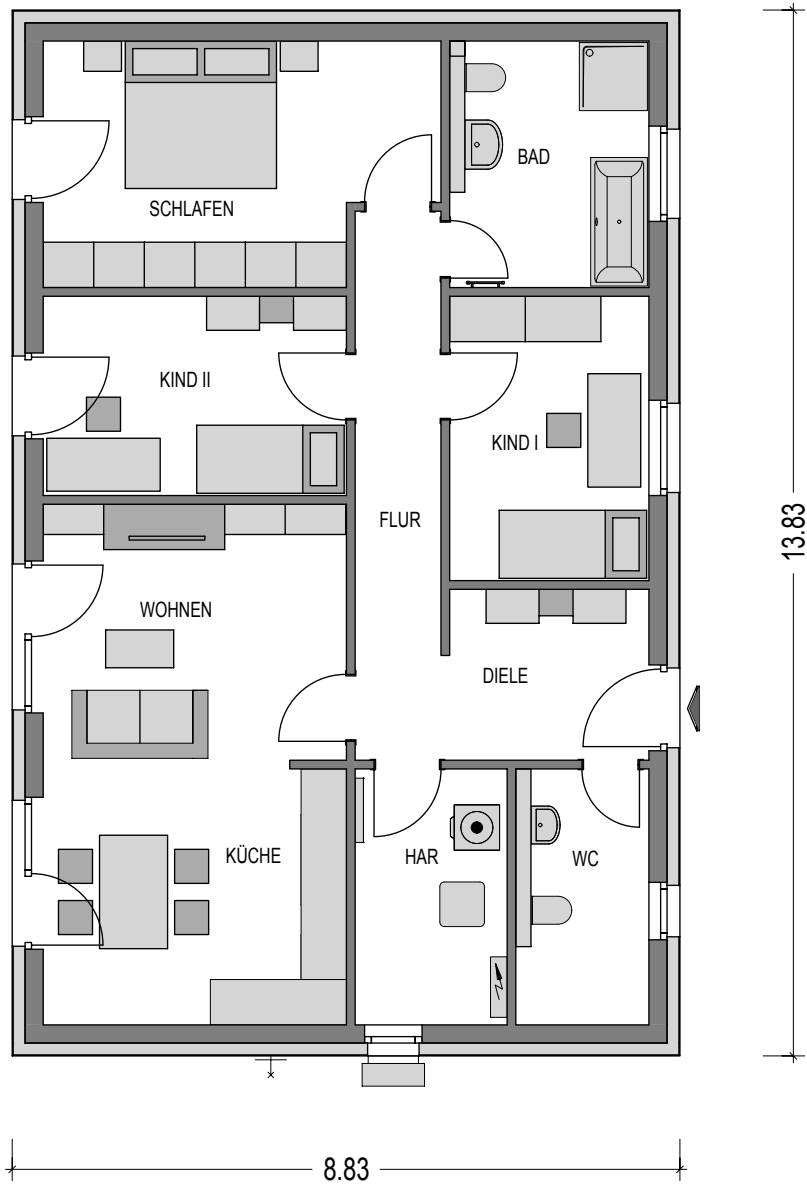 BAD
SCHLAFEN
KIND II
KIND I
FLUR
13.83
WOHNEN
DIELE
KÜCHE
HAR
WC
8.83